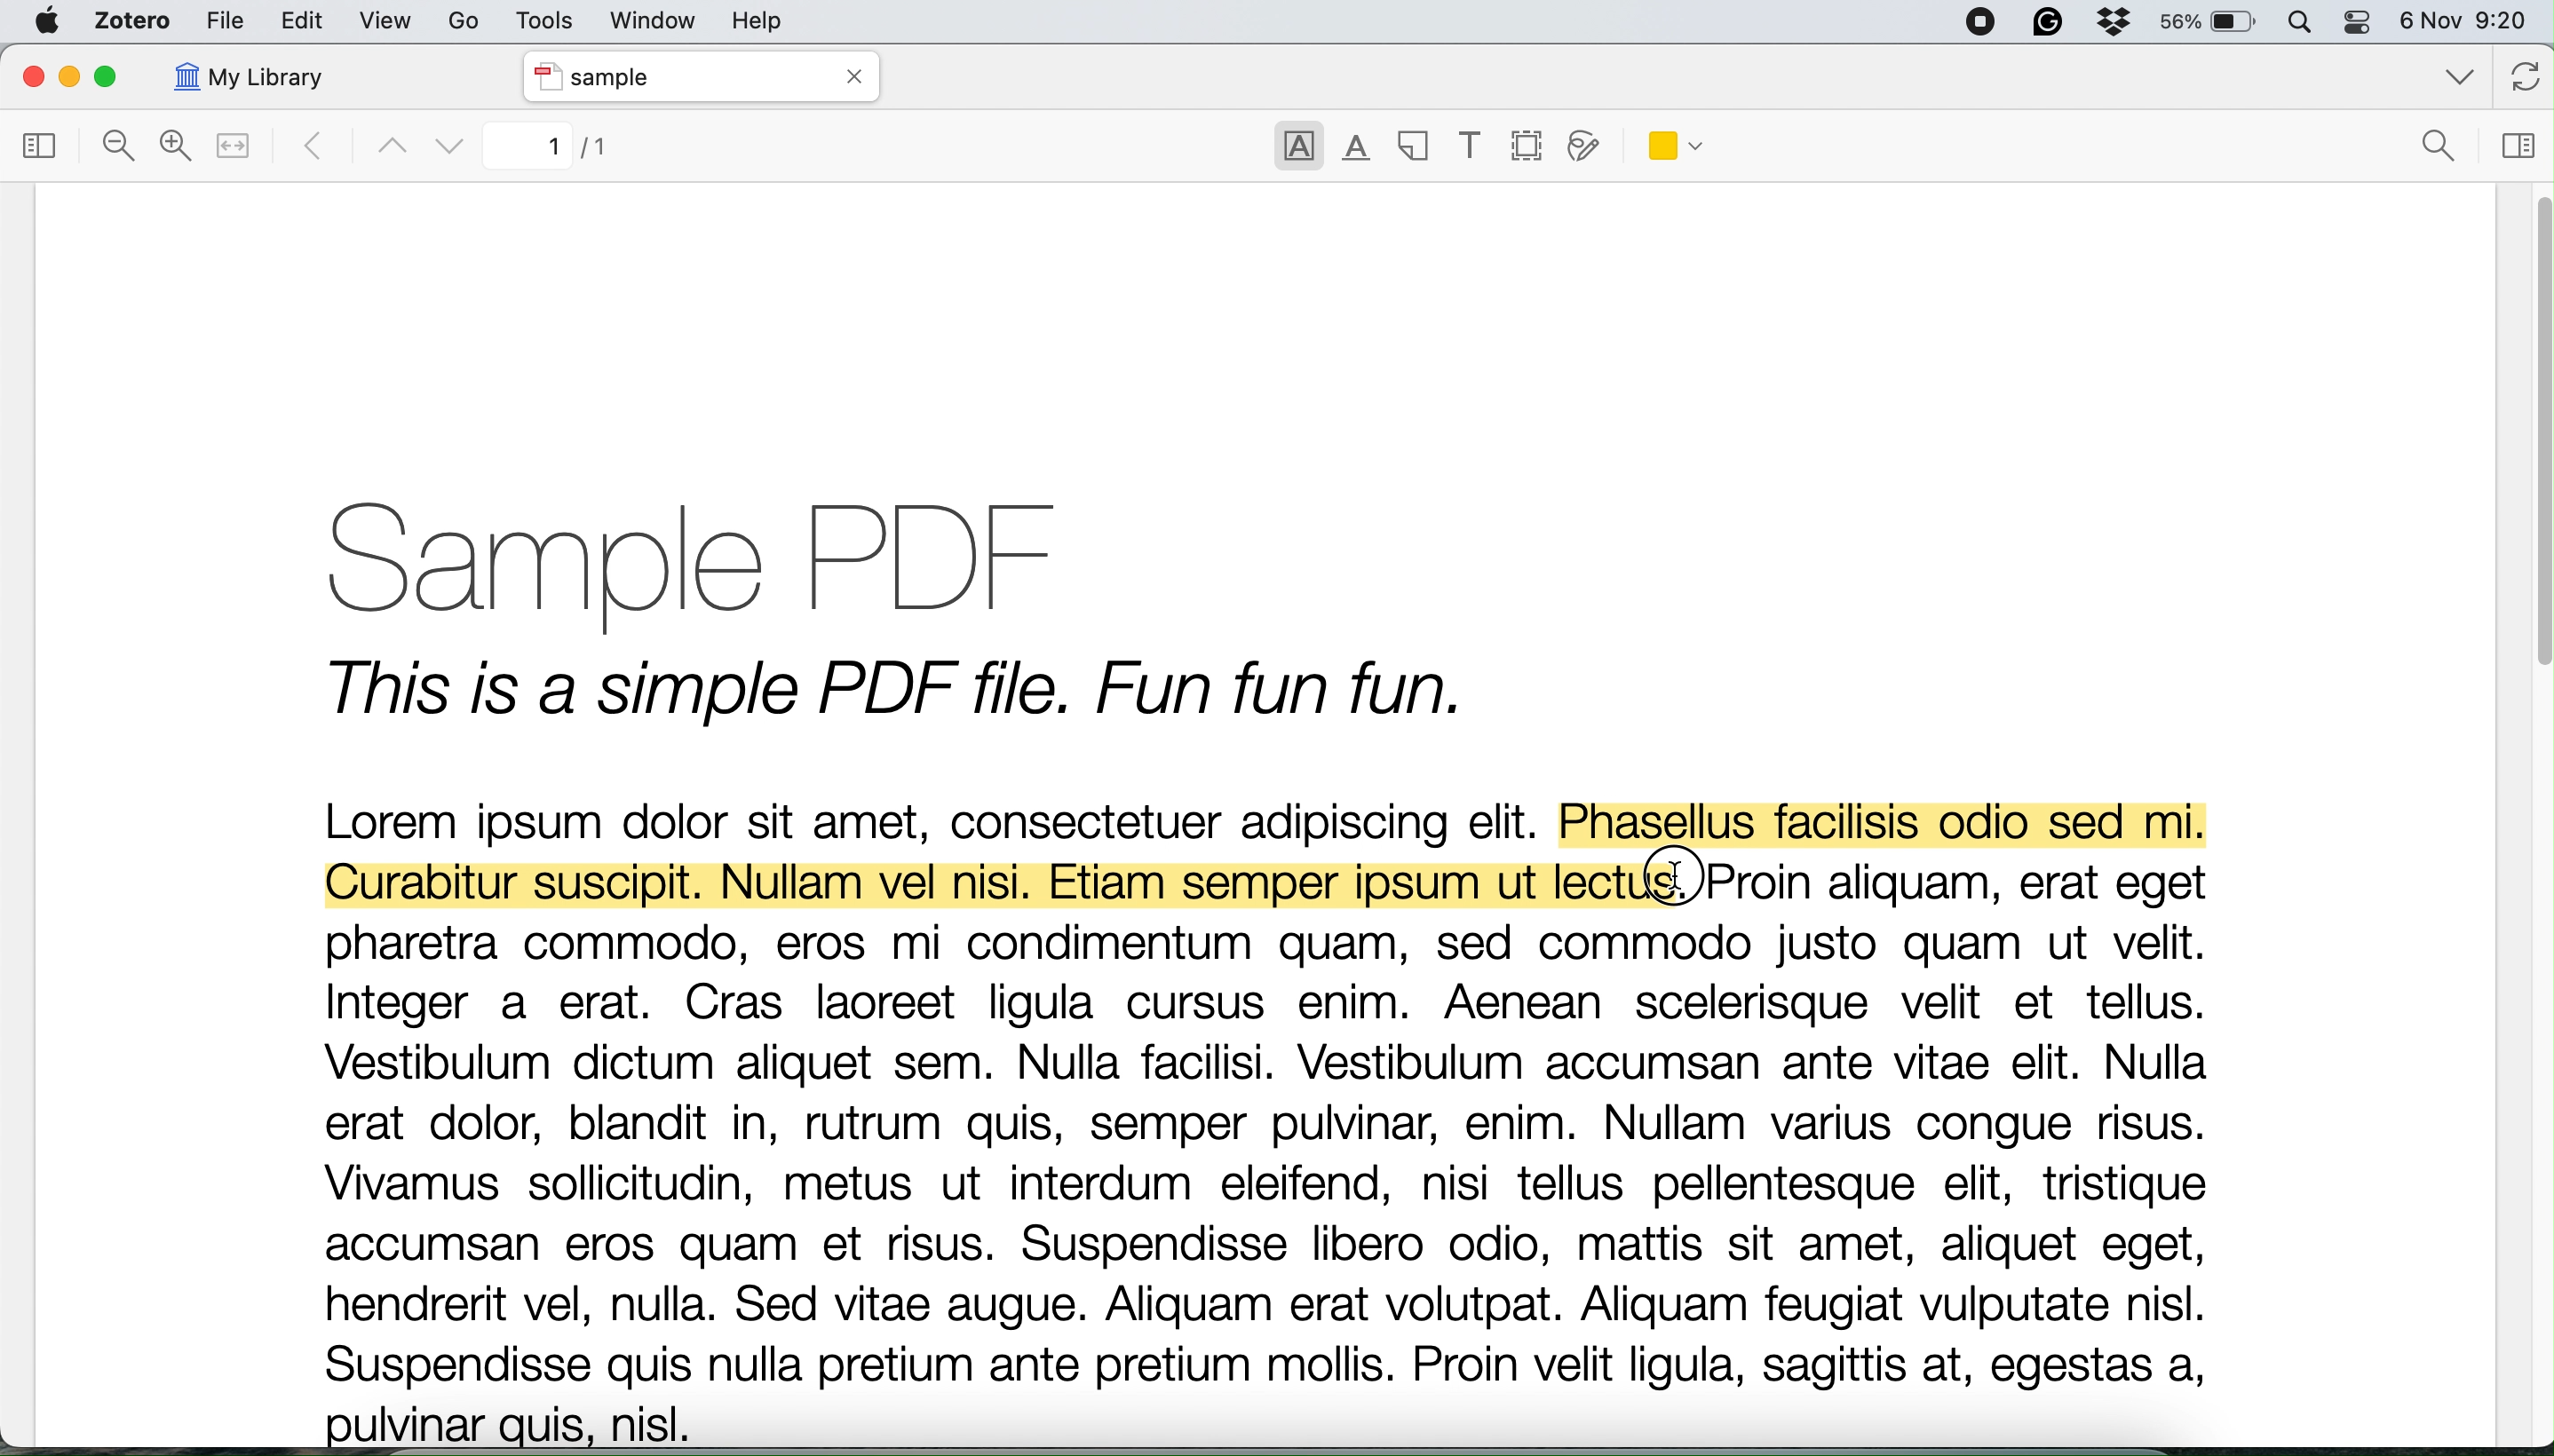 Zotero File Edit View Go Tools Window Help 56% 6 Nov 9:20
My Library sample
1 / 1 A A T
Sample PDF
This is a simple PDF file. Fun fun fun.
Lorem ipsum dolor sit amet, consectetuer adipiscing elit. Phasellus facilisis odio sed mi.
Curabitur suscipit. Nullam vel nisi. Etiam semper ipsum ut lectus. Proin aliquam, erat eget
pharetra commodo, eros mi condimentum quam, sed commodo justo quam ut velit.
Integer a erat. Cras laoreet ligula cursus enim. Aenean scelerisque velit et tellus.
Vestibulum dictum aliquet sem. Nulla facilisi. Vestibulum accumsan ante vitae elit. Nulla
erat dolor, blandit in, rutrum quis, semper pulvinar, enim. Nullam varius congue risus.
Vivamus sollicitudin, metus ut interdum eleifend, nisi tellus pellentesque elit, tristique
accumsan eros quam et risus. Suspendisse libero odio, mattis sit amet, aliquet eget,
hendrerit vel, nulla. Sed vitae augue. Aliquam erat volutpat. Aliquam feugiat vulputate nisl.
Suspendisse quis nulla pretium ante pretium mollis. Proin velit ligula, sagittis at, egestas a,
pulvinar quis, nisl.